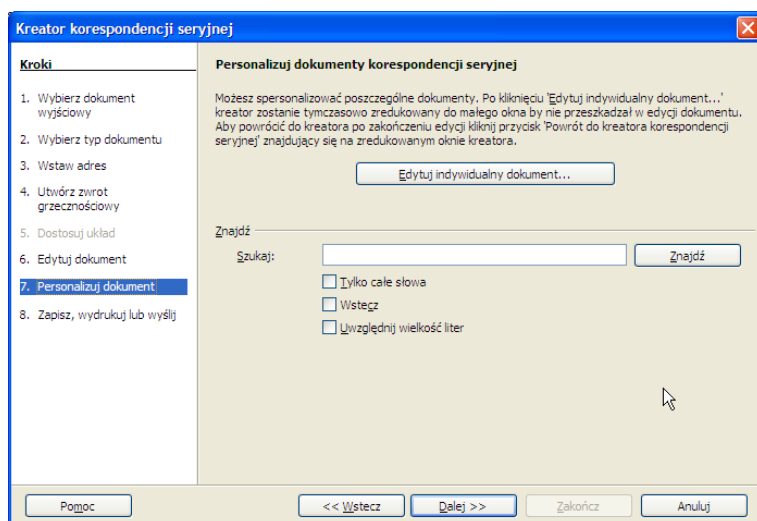 Kreator korespondencji seryjnej
Kroki
1. Wybierz dokument
wyjściowy
2. Wybierz typ dokumentu
3. Wstaw adres
4. Utwórz zwrot
grzecznościowy
5. Dostosuj układ
6. Edytuj dokument
7. Personalizuj dokument
8. Zapisz, wydrukuj lub wyślij
Personalizuj dokumenty korespondencji seryjnej
Możesz spersonalizować poszczególne dokumenty. Po kliknięciu 'Edytuj indywidualny dokument...'
kreator zostanie tymczasowo zredukowany do małego okna by nie przeszkadzał w edycji dokumentu.
Aby powrócić do kreatora po zakończeniu edycji kliknij przycisk 'Powrót do kreatora korespondencji
seryjnej' znajdujący się na zredukowanym oknie kreatora.
Edytuj indywidualny dokument...
Znajdź
Szukaj:
Znajdź
Tylko całe słowa
Wstecz
Uwzględnij wielkość liter
Pomoc
<< Wstecz
Dalej >>
Zakończ
Anuluj